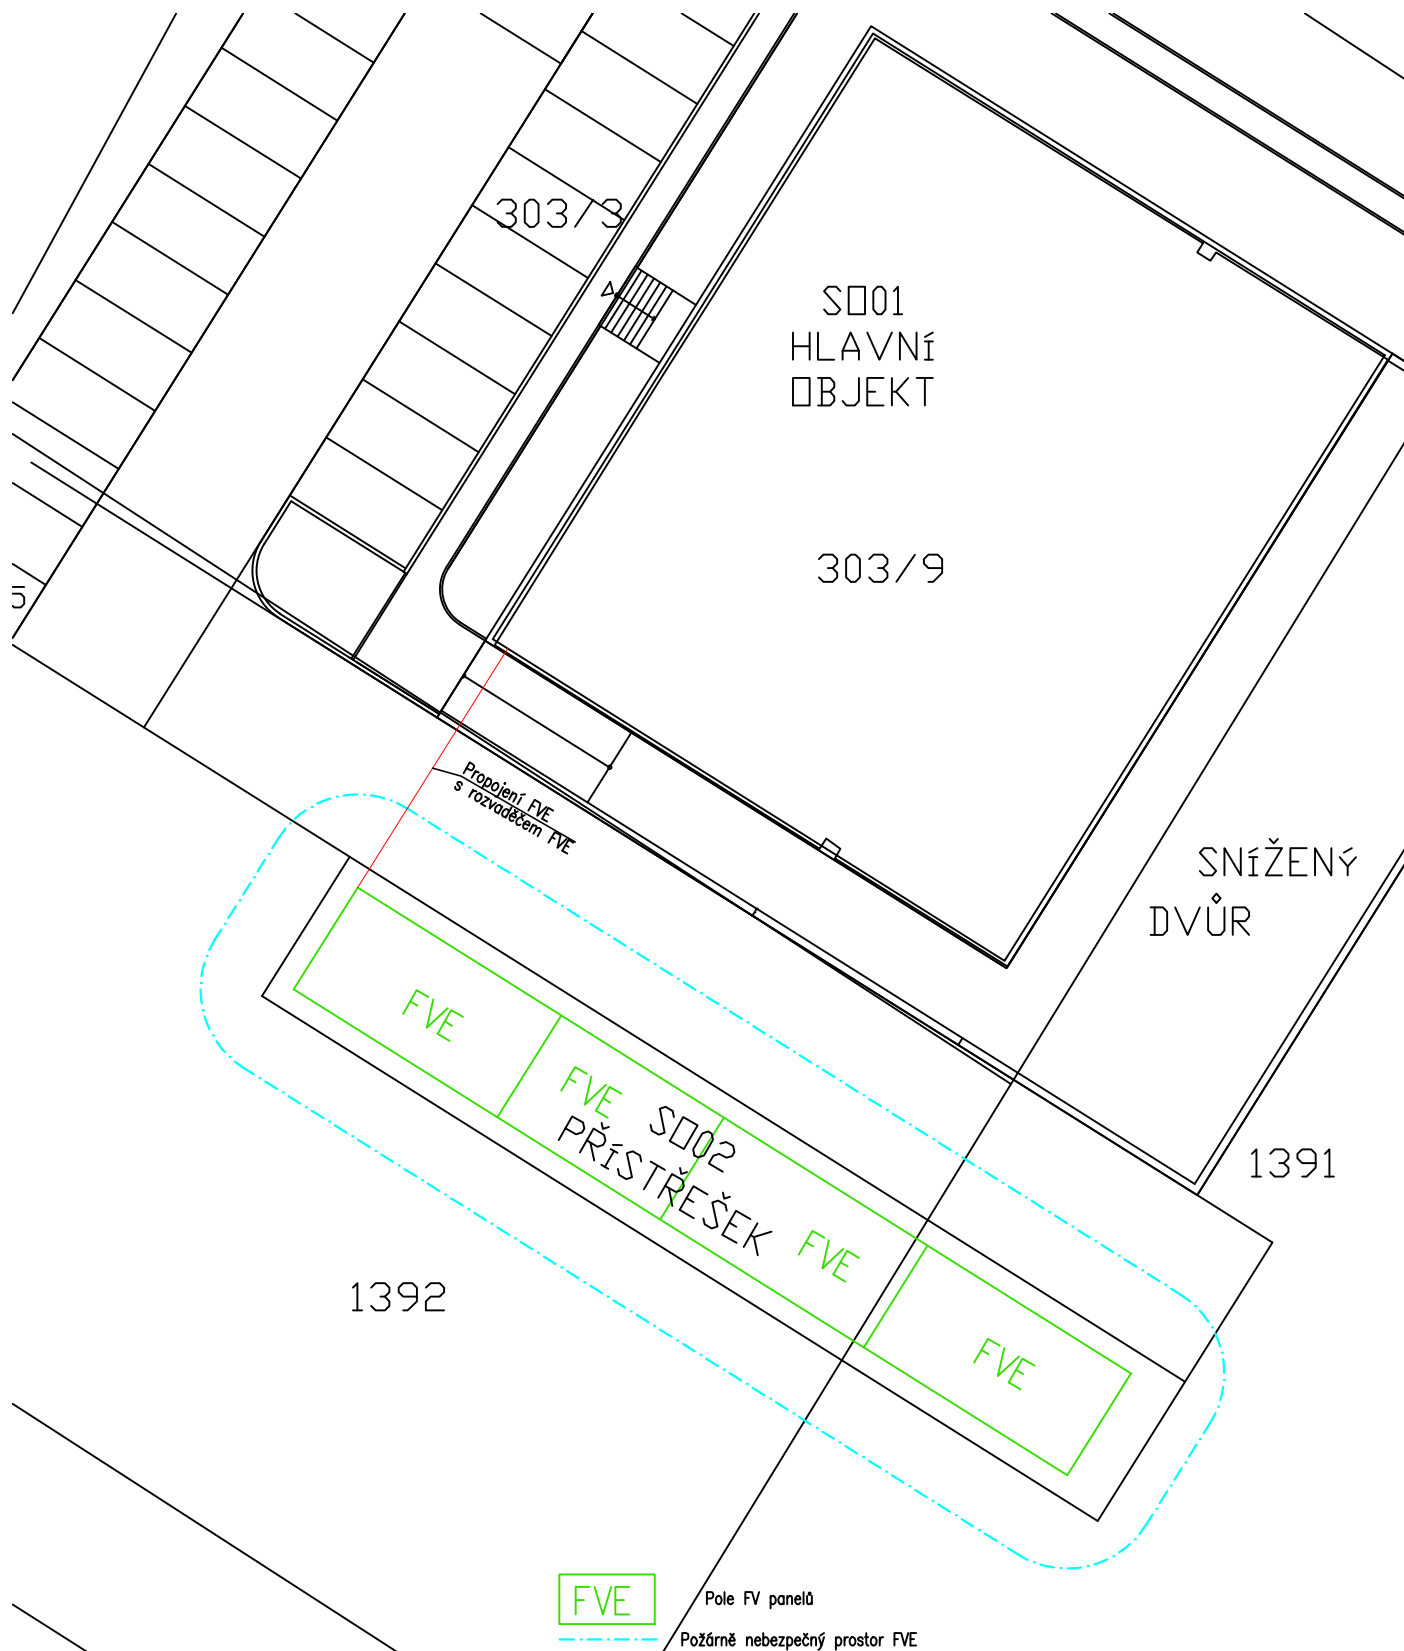 303/3
SO01
HLAVNÍ
OBJEKT
303/9
5
Propojení FVE
s rozvaděčem FVE
SNÍŽENÝ
DVŮR
FVE
FVE
SO02
PŘÍSTŘEŠEK
FVE
FVE
1391
1392
FVE
Pole FV panelů
Požárně nebezpečný prostor FVE